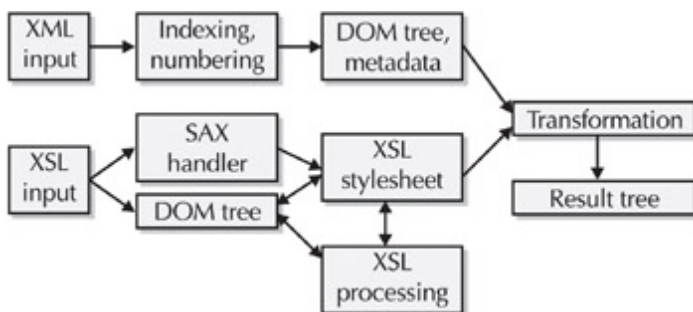 XML
input
Indexing,
numbering
DOM tree,
metadata
Transformation
Result tree
XSL
input
SAX
handler
DOM tree
XSL
stylesheet
XSL
processing